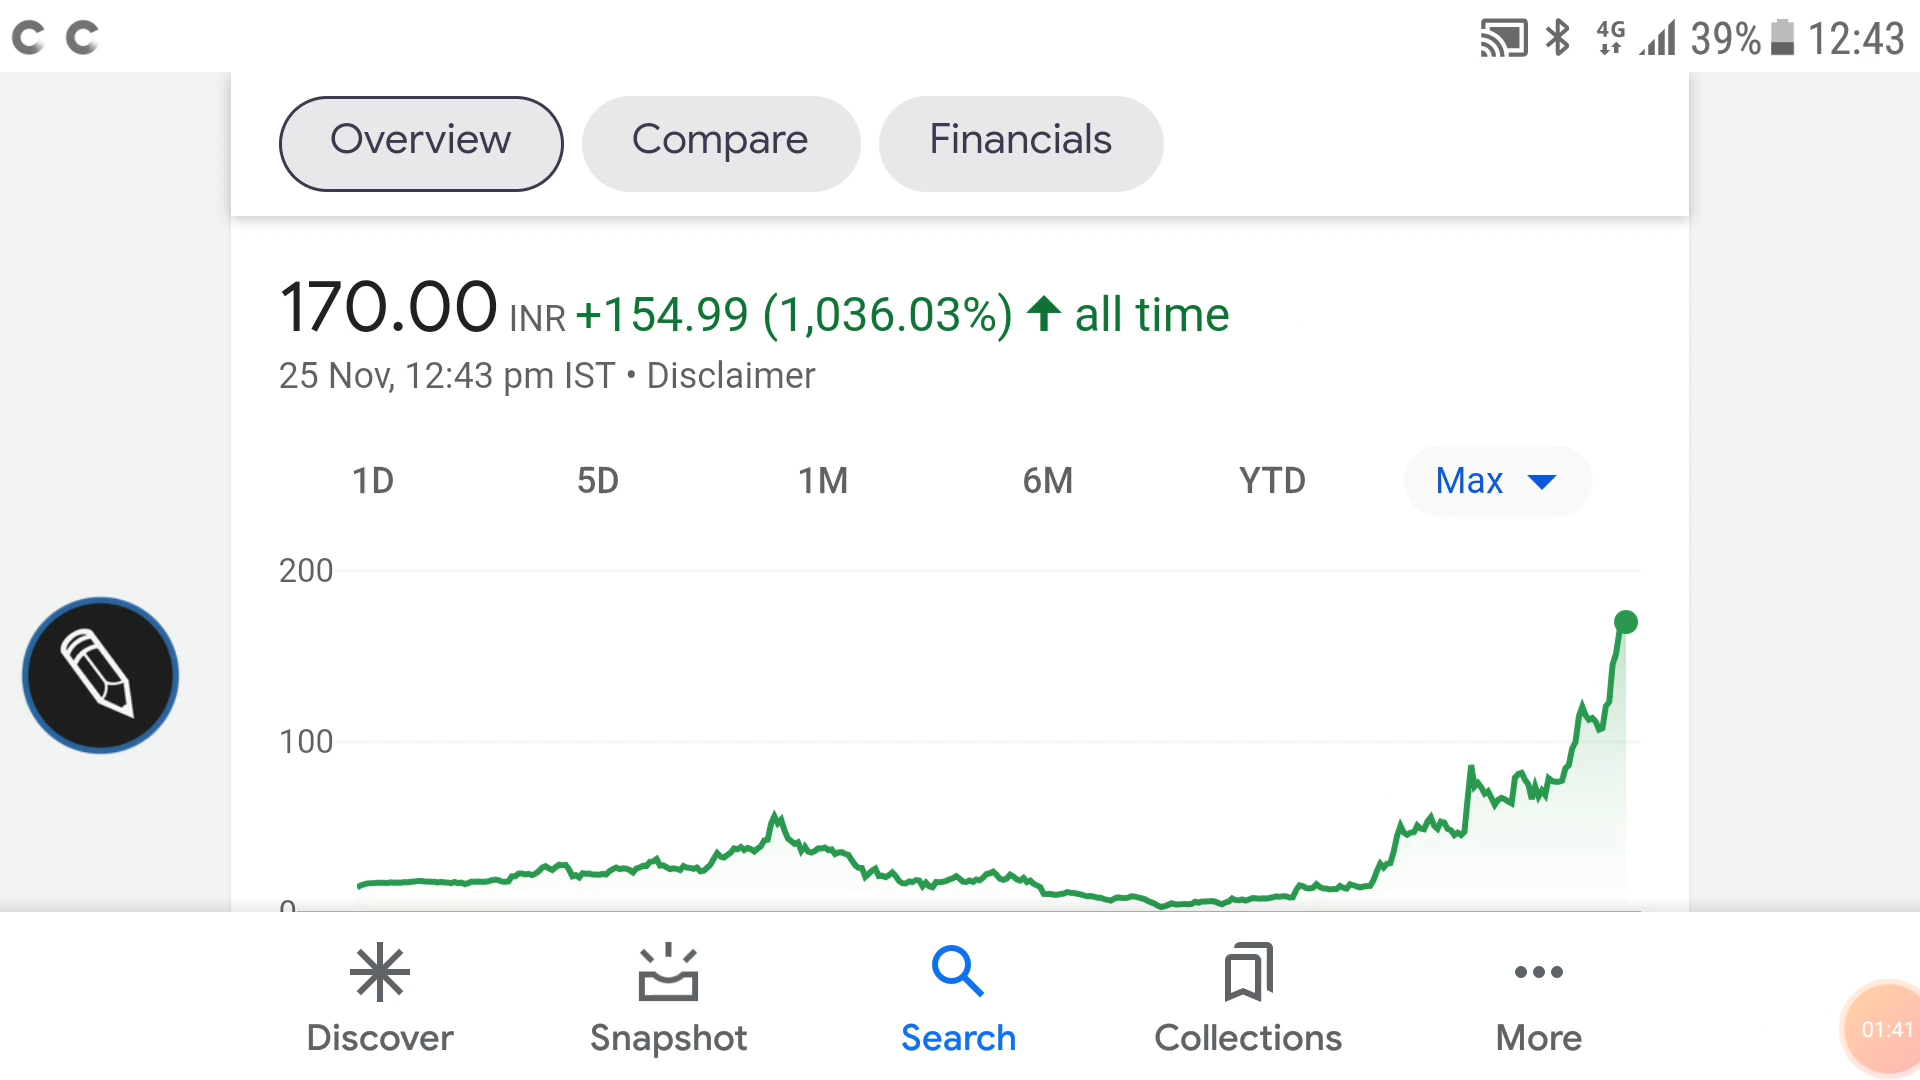 4G 39% 12:43
Overview Compare Financials
170.00 INR +154.99 (1,036.03%) ↑ all time
25 Nov, 12:43 pm IST • Disclaimer
1D 5D 1M 6M YTD Max
200
100
0
Discover Snapshot Search Collections More
01:41